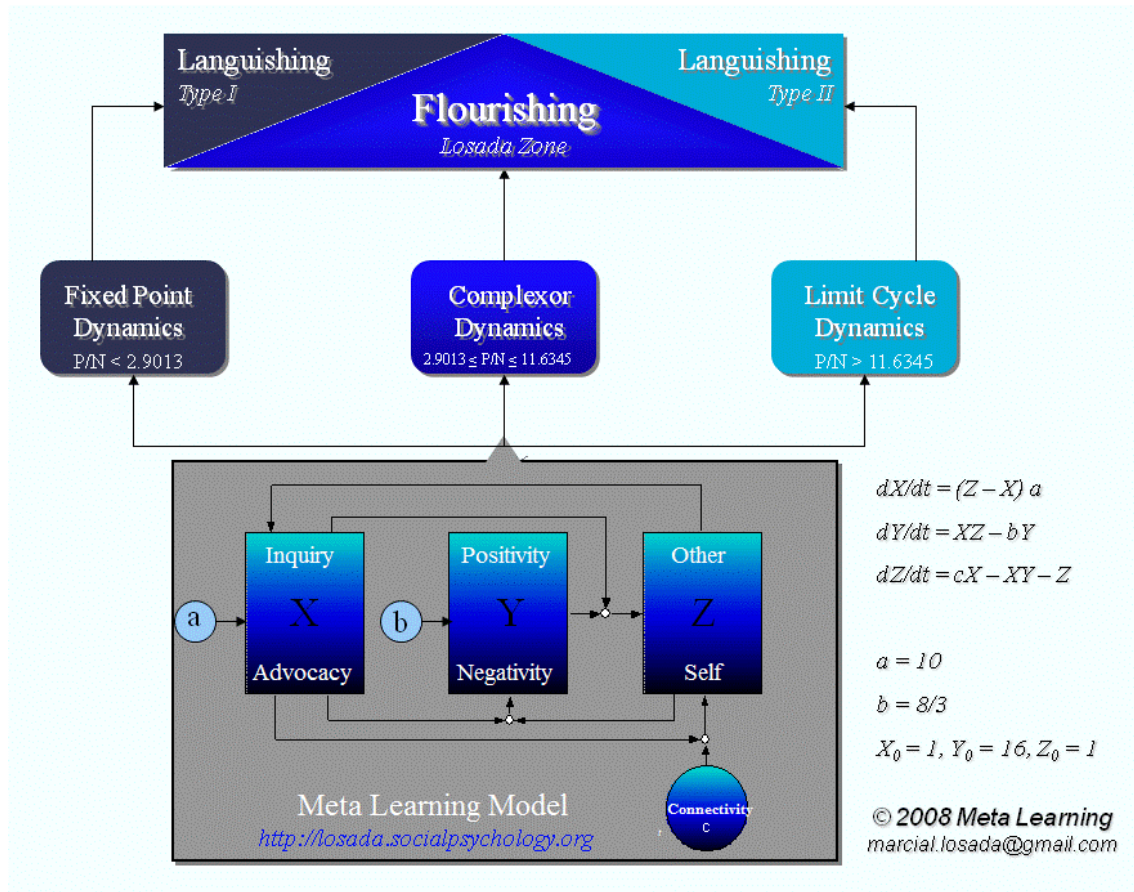 Languishing
Type I
Languishing
Type II
Flourishing
Losada Zone
Fixed Point
Dynamics
P/N < 2.9013
Complexor
Dynamics
2.9013 ≤ P/N ≤ 11.6345
Limit Cycle
Dynamics
P/N > 11.6345
Inquiry
X
Advocacy
Positivity
Y
Negativity
Other
Z
Self
a
b
Connectivity
C
Meta Learning Model
http://losada.socialpsychology.org
dX/dt = (Z – X) a
dY/dt = XZ – bY
dZ/dt = cX – XY – Z
a = 10
b = 8/3
X₀ = 1, Y₀ = 16, Z₀ = 1
© 2008 Meta Learning
marcial.losada@gmail.com